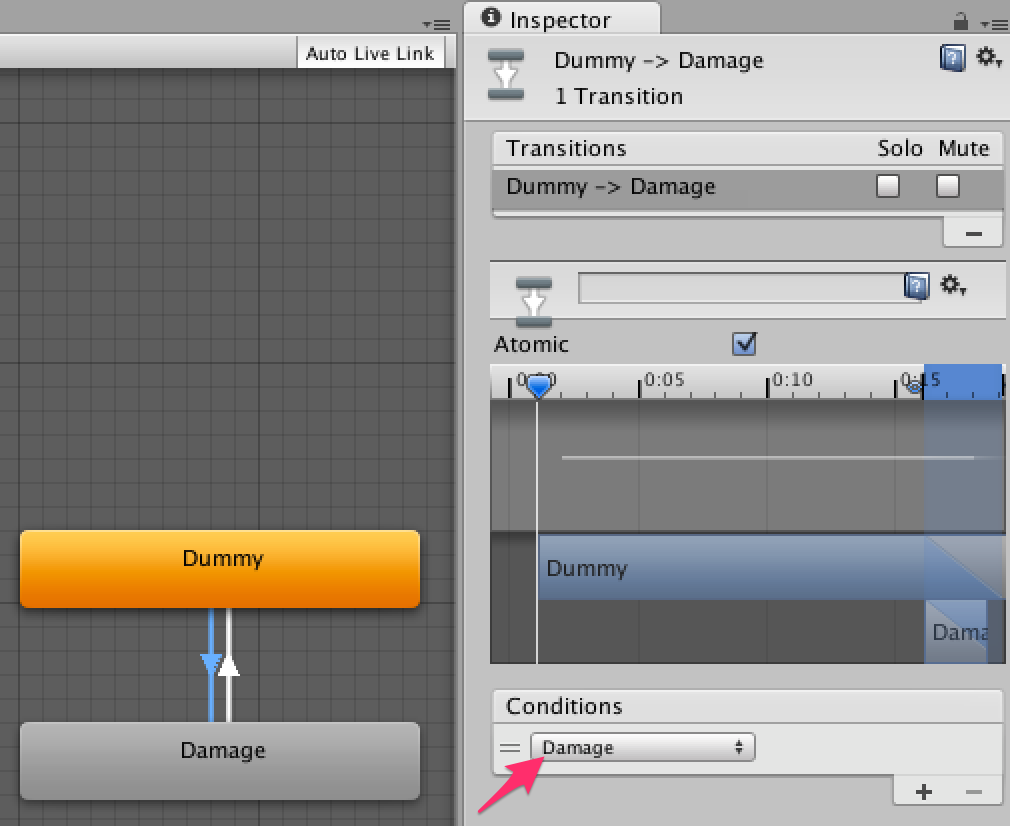 Auto Live Link
Dummy
Damage
Inspector
Dummy -> Damage
1 Transition
Transitions Solo Mute
Dummy -> Damage
Atomic
0:00 0:05 0:10 0:15
Dummy
Dama
Conditions
Damage